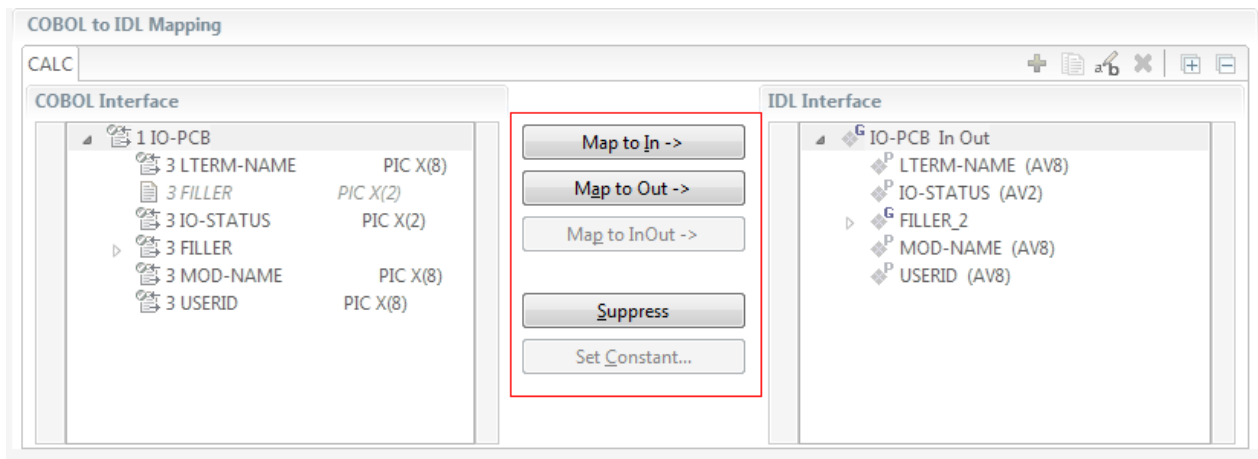 COBOL to IDL Mapping
CALC
COBOL Interface
1 IO-PCB
3 LTERM-NAME PIC X(8)
3 FILLER PIC X(2)
3 IO-STATUS PIC X(2)
3 FILLER
3 MOD-NAME PIC X(8)
3 USERID PIC X(8)
Map to In ->
Map to Out ->
Map to InOut ->
Suppress
Set Constant...
IDL Interface
G IO-PCB In Out
P LTERM-NAME (AV8)
P IO-STATUS (AV2)
G FILLER_2
P MOD-NAME (AV8)
P USERID (AV8)